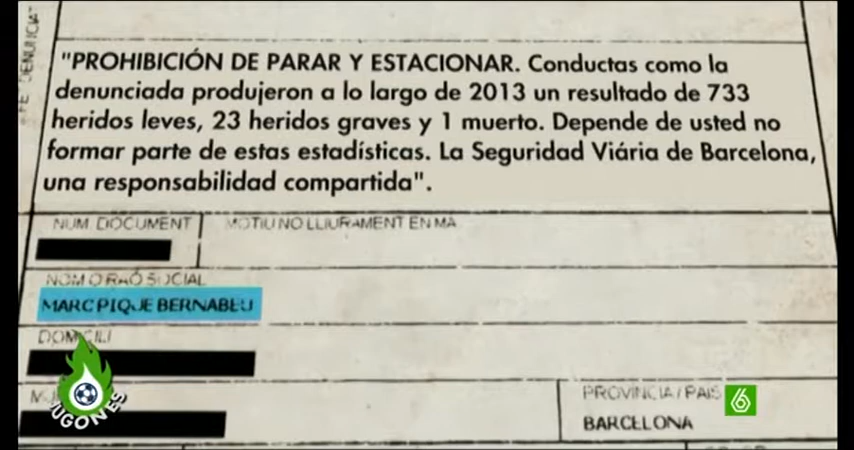 DENUNCIA
"PROHIBICIÓN DE PARAR Y ESTACIONAR. Conductas como la
denunciada produjeron a lo largo de 2013 un resultado de 733
heridos leves, 23 heridos graves y 1 muerto. Depende de usted no
formar parte de estas estadísticas. La Seguridad Viária de Barcelona,
una responsabilidad compartida".
NUM. DOCUMENT MOTIU NO LLIURAMENT EN MA
NOM O RAÓ SOCIAL
MARC PIQUE BERNABEU
DOMICILI
PROVINCIA / PAIS
BARCELONA
JUGONES
6